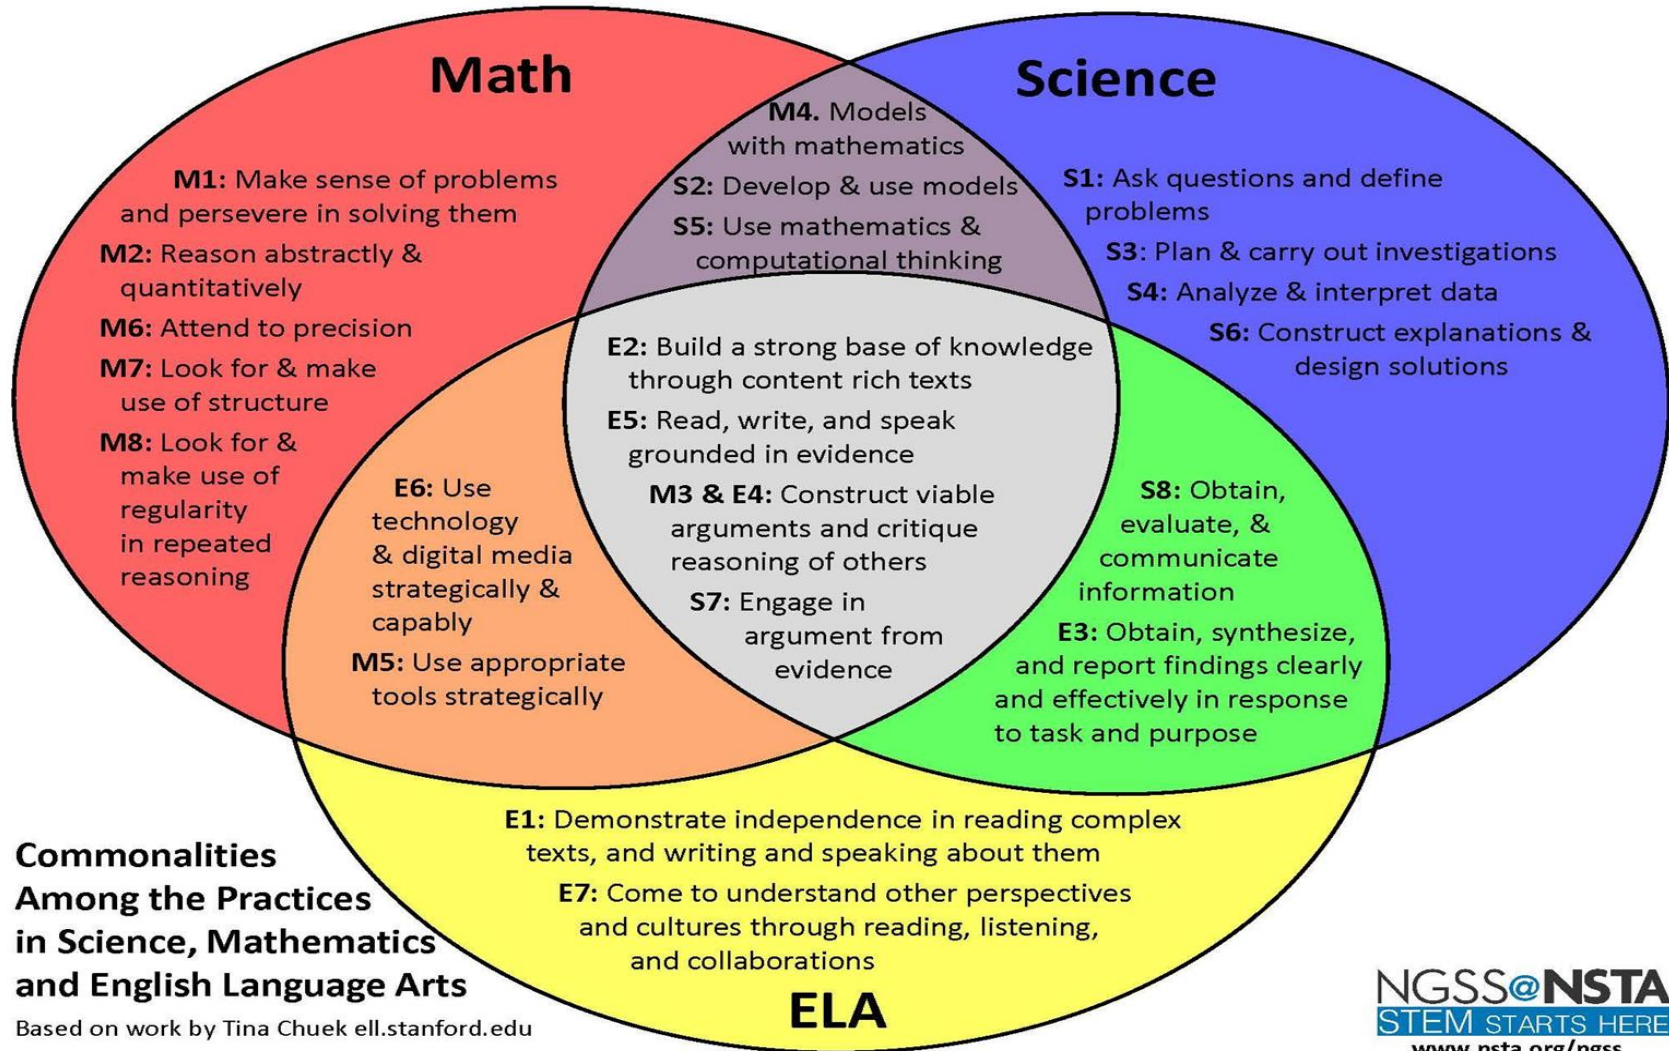 Math
Science
M1: Make sense of problems
and persevere in solving them
M2: Reason abstractly &
quantitatively
M6: Attend to precision
M7: Look for & make
use of structure
M8: Look for &
make use of
regularity
in repeated
reasoning
M4. Models
with mathematics
S2: Develop & use models
S5: Use mathematics &
computational thinking
S1: Ask questions and define
problems
S3: Plan & carry out investigations
S4: Analyze & interpret data
S6: Construct explanations &
design solutions
E2: Build a strong base of knowledge
through content rich texts
E5: Read, write, and speak
grounded in evidence
M3 & E4: Construct viable
arguments and critique
reasoning of others
S7: Engage in
argument from
evidence
E6: Use
technology
& digital media
strategically &
capably
M5: Use appropriate
tools strategically
S8: Obtain,
evaluate, &
communicate
information
E3: Obtain, synthesize,
and report findings clearly
and effectively in response
to task and purpose
E1: Demonstrate independence in reading complex
texts, and writing and speaking about them
E7: Come to understand other perspectives
and cultures through reading, listening,
and collaborations
ELA
Commonalities
Among the Practices
in Science, Mathematics
and English Language Arts
Based on work by Tina Chuek ell.stanford.edu
NGSS@NSTA
STEM STARTS HERE
www.nsta.org/ngss